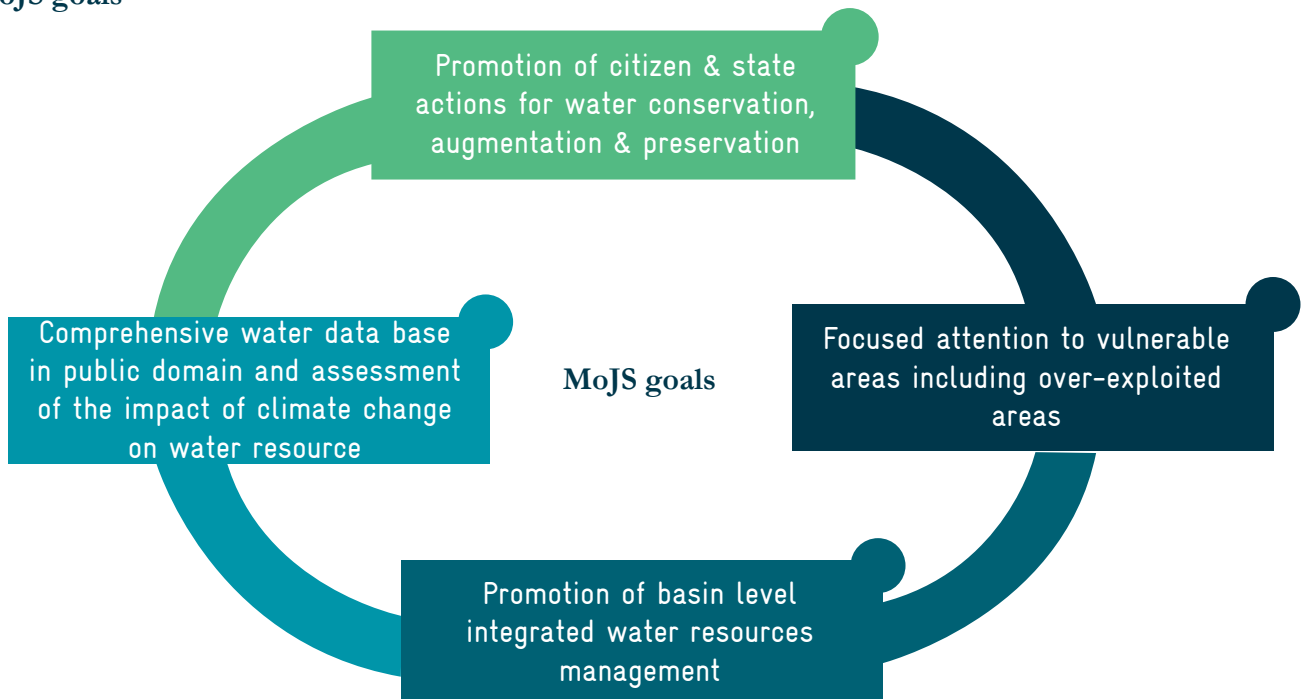 MoJS goals
Promotion of citizen & state
actions for water conservation,
augmentation & preservation
Comprehensive water data base
in public domain and assessment
of the impact of climate change
on water resource
MoJS goals
Focused attention to vulnerable
areas including over-exploited
areas
Promotion of basin level
integrated water resources
management